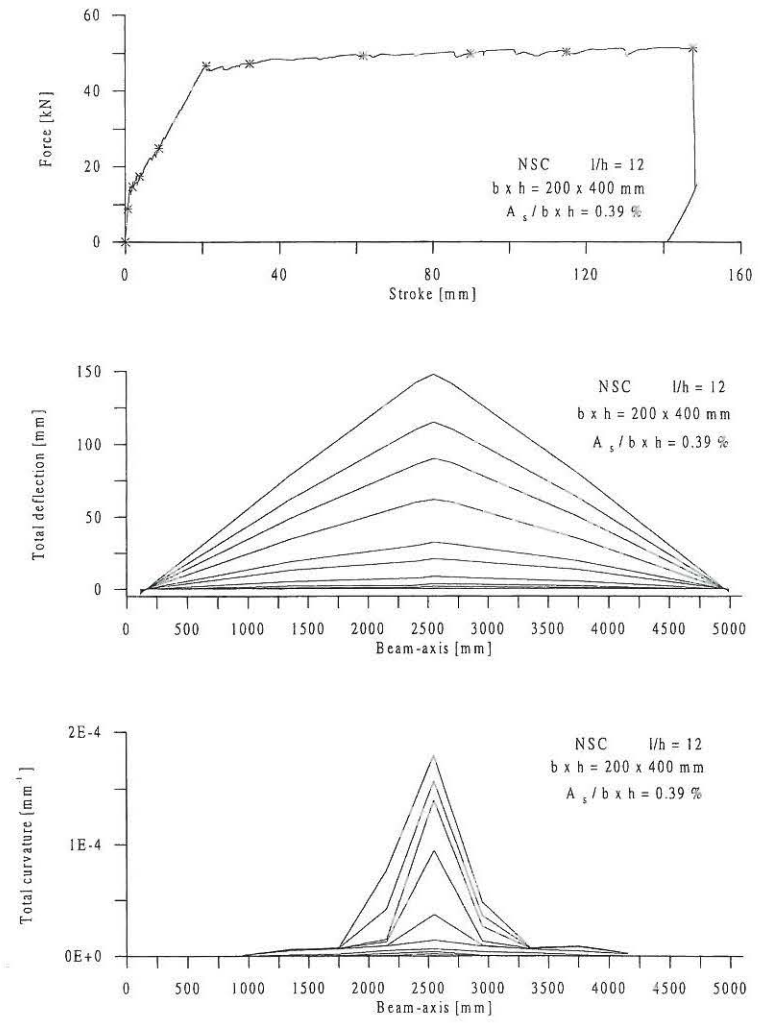 60
40
20
0
Force [kN]
NSC l/h = 12
b x h = 200 x 400 mm
A s / b x h = 0.39 %
0 40 80 120 160
Stroke [mm]
150
100
50
0
Total deflection [mm]
NSC l/h = 12
b x h = 200 x 400 mm
A s / b x h = 0.39 %
0 500 1000 1500 2000 2500 3000 3500 4000 4500 5000
Beam-axis [mm]
2E-4
1E-4
0E+0
Total curvature [mm⁻¹]
NSC l/h = 12
b x h = 200 x 400 mm
A s / b x h = 0.39 %
0 500 1000 1500 2000 2500 3000 3500 4000 4500 5000
Beam-axis [mm]